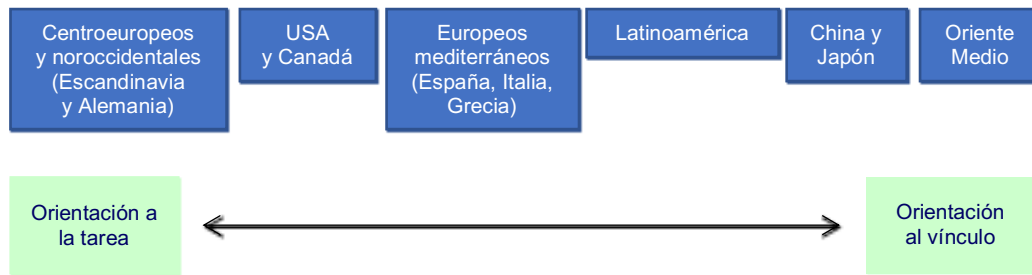 Centroeuropeos
y noroccidentales
(Escandinavia
y Alemania)
USA
y Canadá
Europeos
mediterráneos
(España, Italia,
Grecia)
Latinoamérica
China y
Japón
Oriente
Medio
Orientación a
la tarea
Orientación
al vínculo